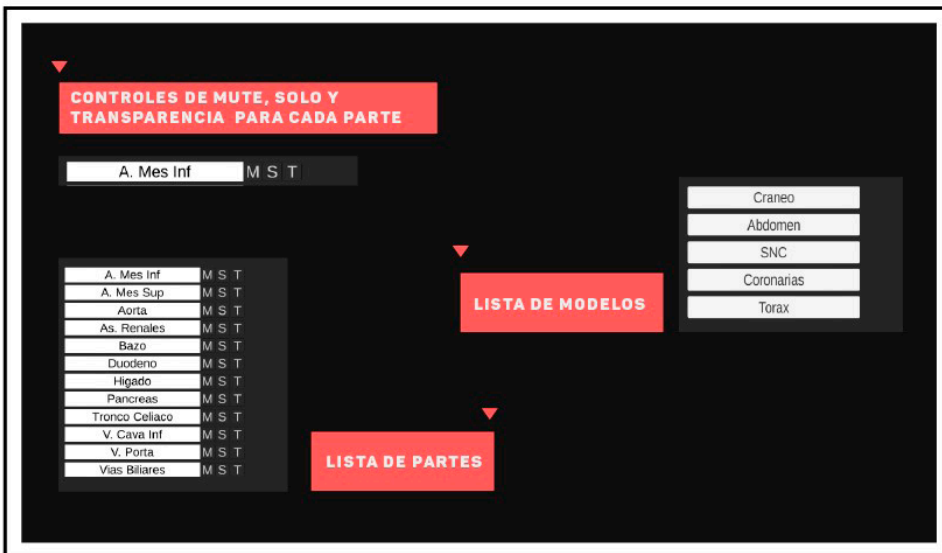 CONTROLES DE MUTE, SOLO Y
TRANSPARENCIA PARA CADA PARTE
A. Mes Inf M S T
A. Mes Inf M S T
A. Mes Sup M S T
Aorta M S T
As. Renales M S T
Bazo M S T
Duodeno M S T
Higado M S T
Pancreas M S T
Tronco Celiaco M S T
V. Cava Inf M S T
V. Porta M S T
Vias Biliares M S T
LISTA DE PARTES
LISTA DE MODELOS
Craneo
Abdomen
SNC
Coronarias
Torax